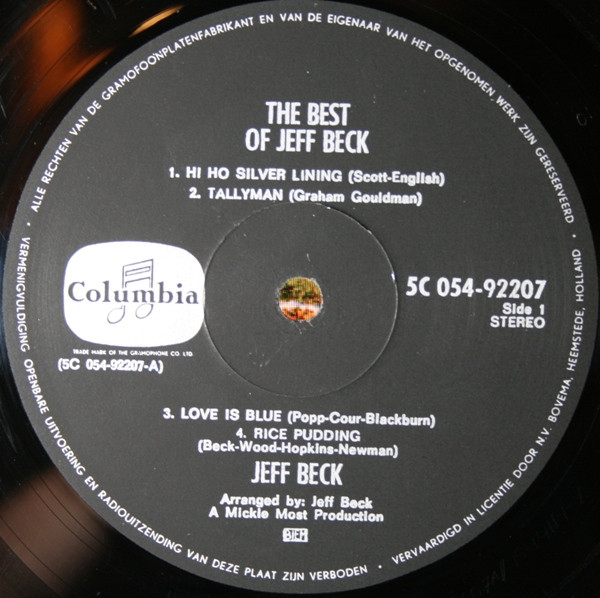 ALLE RECHTEN VAN DE GRAMOFOONPLATENFABRIKANT EN VAN DE EIGENAAR VAN HET OPGENOMEN WERK ZIJN GERESERVEERD •
THE BEST
OF JEFF BECK
1. HI HO SILVER LINING (Scott-English)
2. TALLYMAN (Graham Gouldman)
Columbia
TRADE MARK OF THE GRAMOPHONE CO. LTD.
(5C 054-92207-A)
5C 054-92207
Side 1
STEREO
3. LOVE IS BLUE (Popp-Cour-Blackburn)
4. RICE PUDDING
(Beck-Wood-Hopkins-Newman)
JEFF BECK
Arranged by: Jeff Beck
A Mickie Most Production
BIEM
VERMENIGVULDIGING OPENBARE UITVOERING EN RADIOUITZENDING VAN DEZE PLAAT ZIJN VERBODEN • VERVAARDIGD IN LICENTIE DOOR N.V. BOVEMA, HEEMSTEDE, HOLLAND •